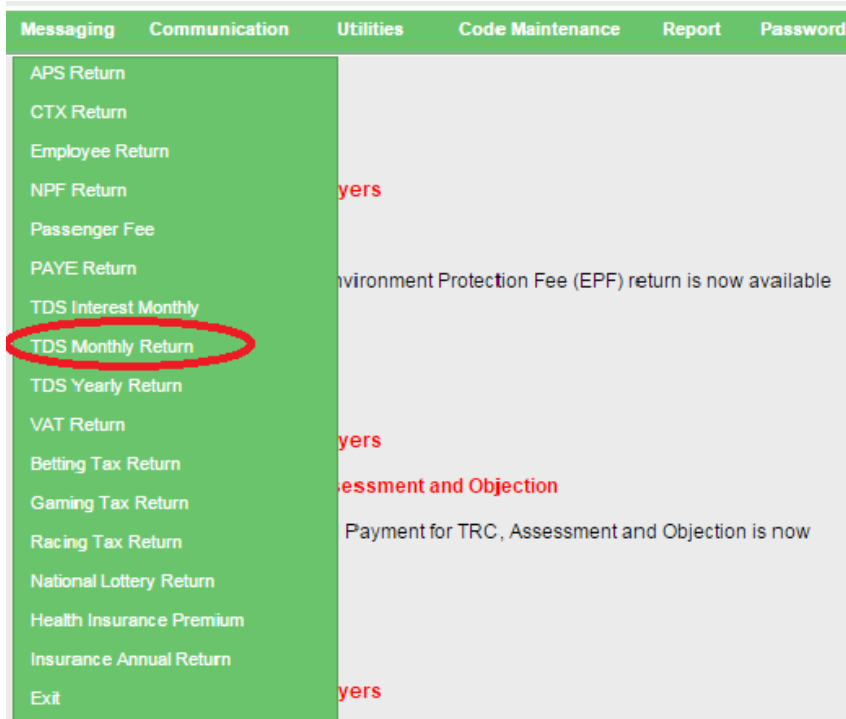 Messaging Communication Utilities Code Maintenance Report Password
APS Return
CTX Return
Employee Return
NPF Return
Passenger Fee
PAYE Return
TDS Interest Monthly
TDS Monthly Return
TDS Yearly Return
VAT Return
Betting Tax Return
Gaming Tax Return
Racing Tax Return
National Lottery Return
Health Insurance Premium
Insurance Annual Return
Exit
yers
nvironment Protection Fee (EPF) return is now available
yers
sessment and Objection
Payment for TRC, Assessment and Objection is now
yers